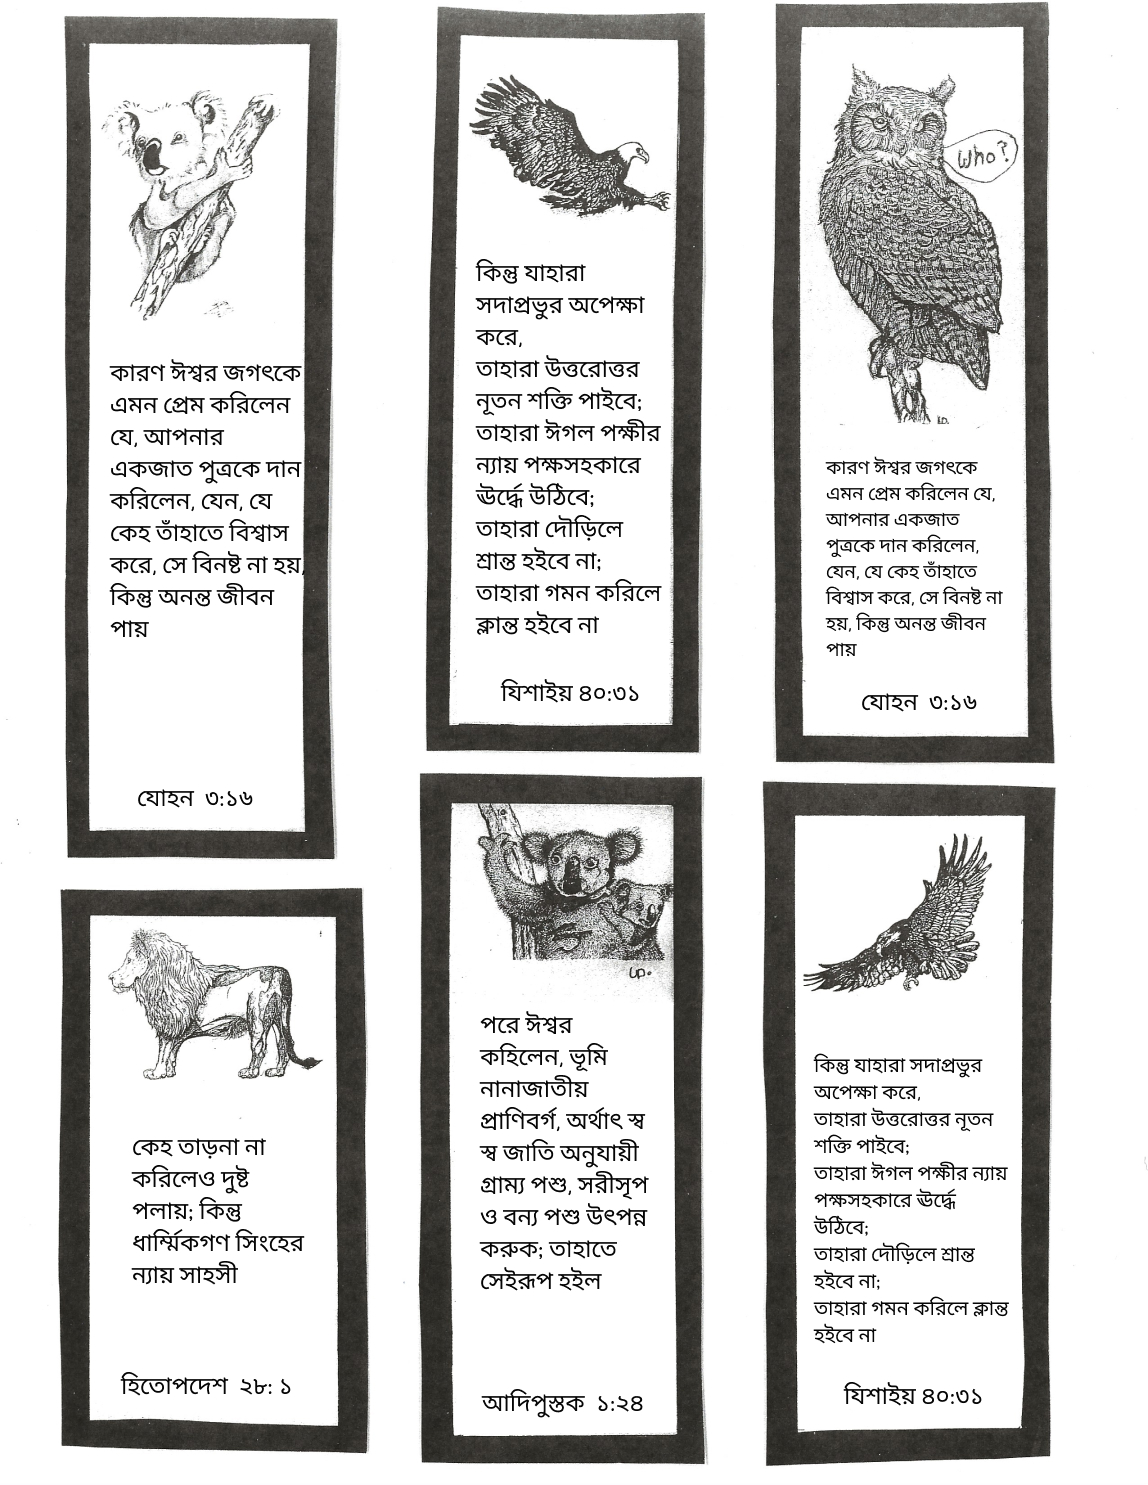 কারণ ঈশ্বর জগৎকে
এমন প্রেম করিলেন
যে, আপনার
একজাত পুত্রকে দান
করিলেন, যেন, যে
কেহ তাঁহাতে বিশ্বাস
করে, সে বিনষ্ট না হয়,
কিন্তু অনন্ত জীবন
পায়
যোহন ৩:১৬
কিন্তু যাহারা
সদাপ্রভুর অপেক্ষা
করে,
তাহারা উত্তরোত্তর
নূতন শক্তি পাইবে;
তাহারা ঈগল পক্ষীর
ন্যায় পক্ষসহকারে
ঊর্দ্ধে উঠিবে;
তাহারা দৌড়িলে
শ্রান্ত হইবে না;
তাহারা গমন করিলে
ক্লান্ত হইবে না
যিশাইয় ৪০:৩১
Who?
কারণ ঈশ্বর জগৎকে
এমন প্রেম করিলেন যে,
আপনার একজাত
পুত্রকে দান করিলেন,
যেন, যে কেহ তাঁহাতে
বিশ্বাস করে, সে বিনষ্ট না
হয়, কিন্তু অনন্ত জীবন
পায়
যোহন ৩:১৬
কেহ তাড়না না
করিলেও দুষ্ট
পলায়; কিন্তু
ধার্ম্মিকগণ সিংহের
ন্যায় সাহসী
হিতোপদেশ ২৮: ১
পরে ঈশ্বর
কহিলেন, ভূমি
নানাজাতীয়
প্রাণিবর্গ, অর্থাৎ স্ব
স্ব জাতি অনুযায়ী
গ্রাম্য পশু, সরীসৃপ
ও বন্য পশু উৎপন্ন
করুক; তাহাতে
সেইরূপ হইল
আদিপুস্তক ১:২৪
কিন্তু যাহারা সদাপ্রভুর
অপেক্ষা করে,
তাহারা উত্তরোত্তর নূতন
শক্তি পাইবে;
তাহারা ঈগল পক্ষীর ন্যায়
পক্ষসহকারে ঊর্দ্ধে
উঠিবে;
তাহারা দৌড়িলে শ্রান্ত
হইবে না;
তাহারা গমন করিলে ক্লান্ত
হইবে না
যিশাইয় ৪০:৩১